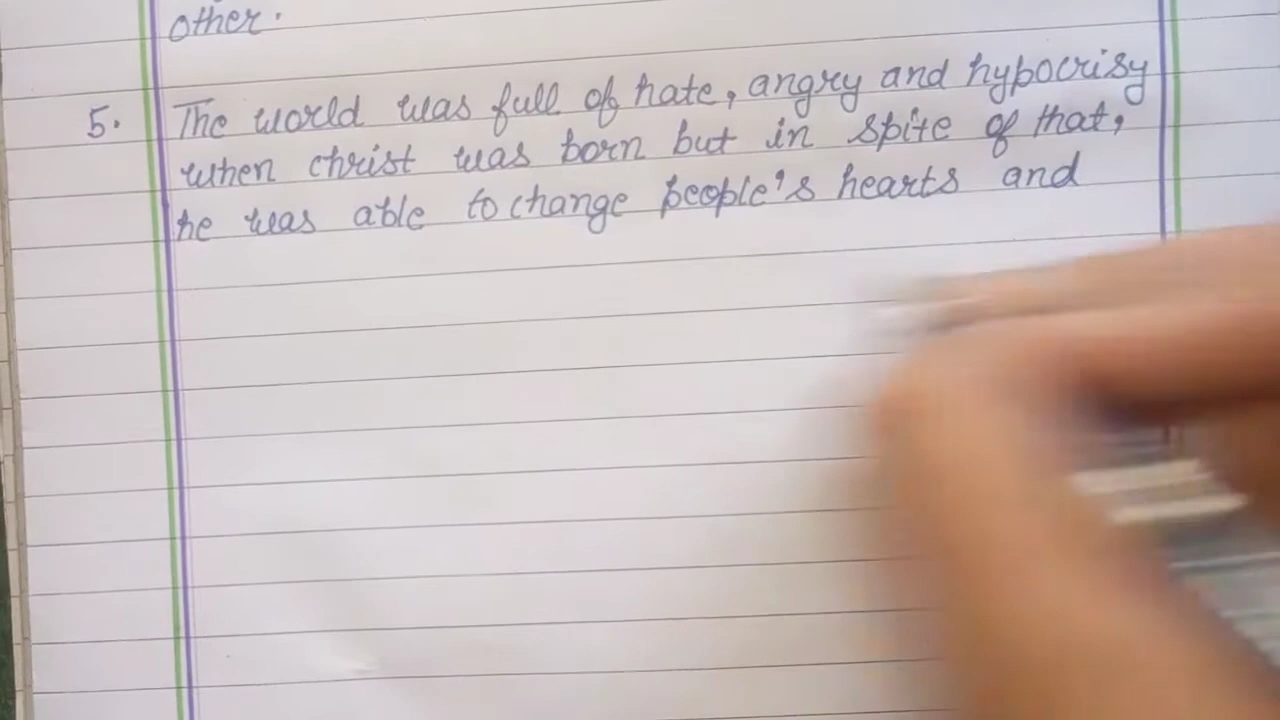 other.
5. The world was full of hate, angry and hypocrisy
when christ was born but in spite of that,
he was able to change people's hearts and